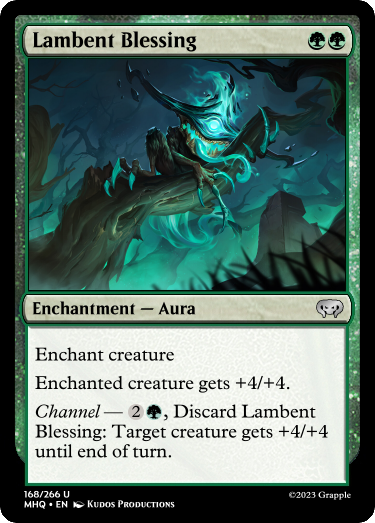 Lambent Blessing
Enchantment — Aura
Enchant creature
Enchanted creature gets +4/+4.
Channel — 2, Discard Lambent
Blessing: Target creature gets +4/+4
until end of turn.
168/266 U
MHQ • EN Kudos Productions
©2023 Grapple